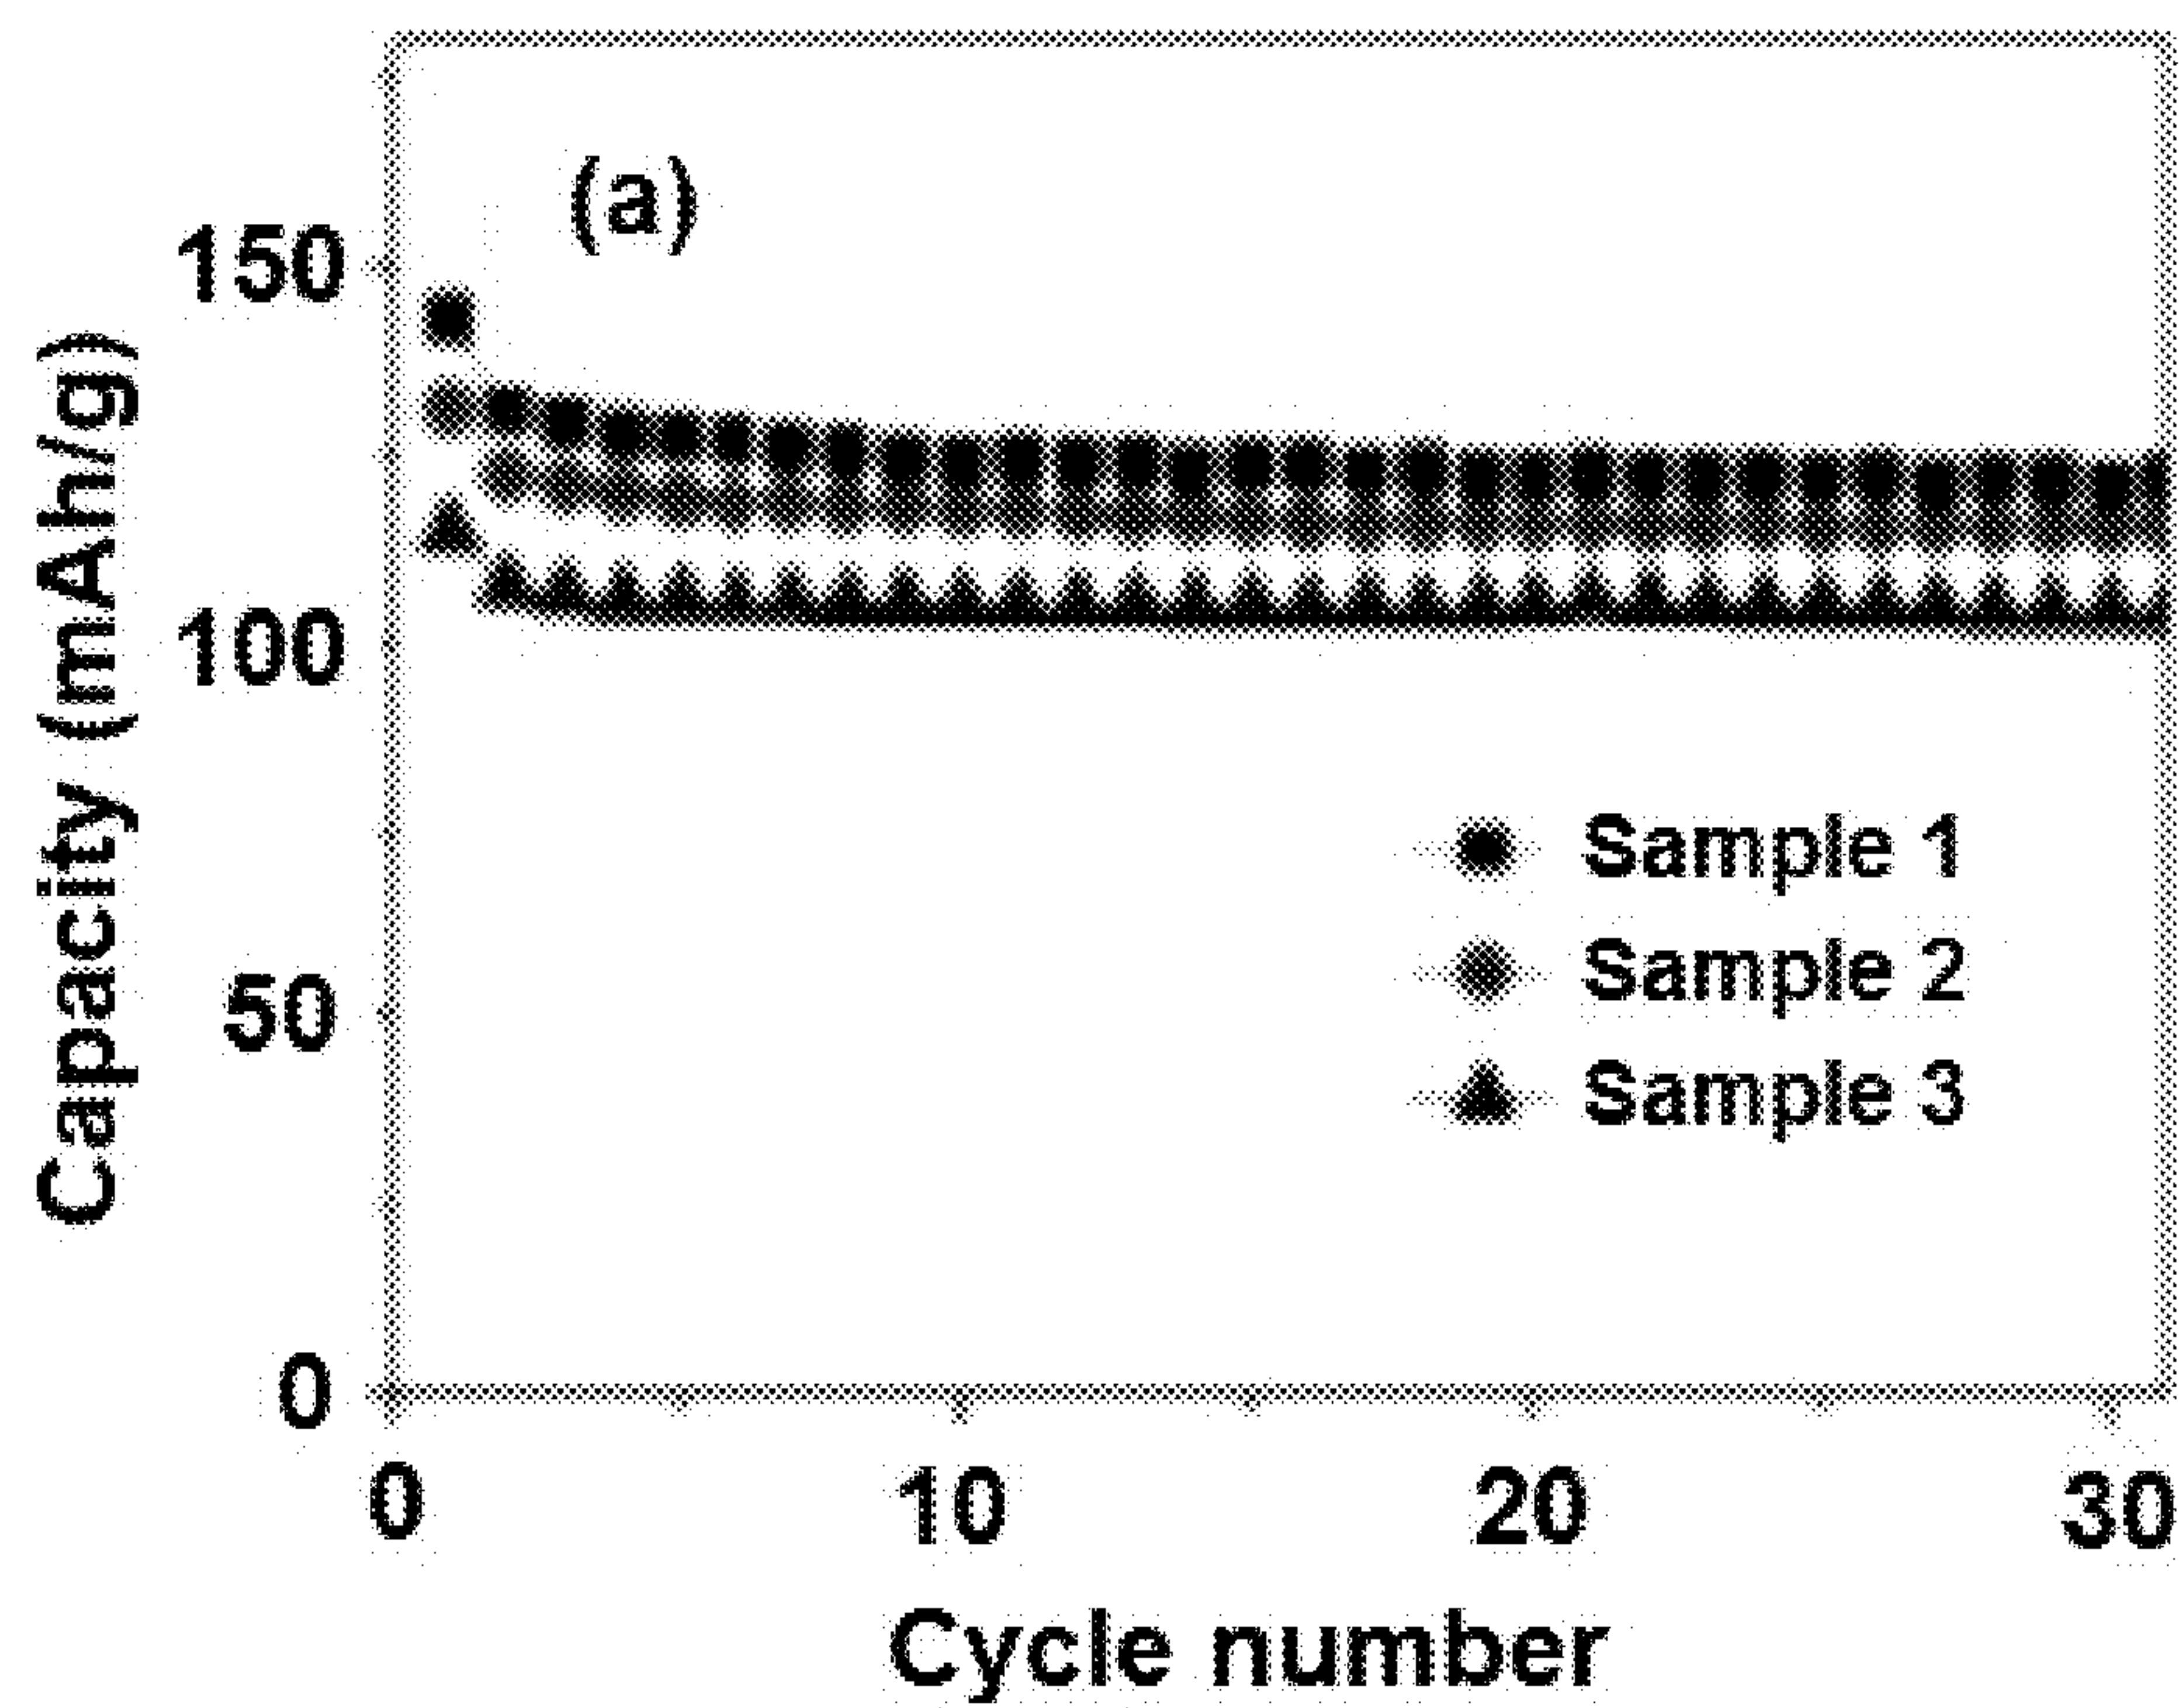 (a)
150
100
50
0
Capacity (mAh/g)
Sample 1
Sample 2
Sample 3
0 10 20 30
Cycle number